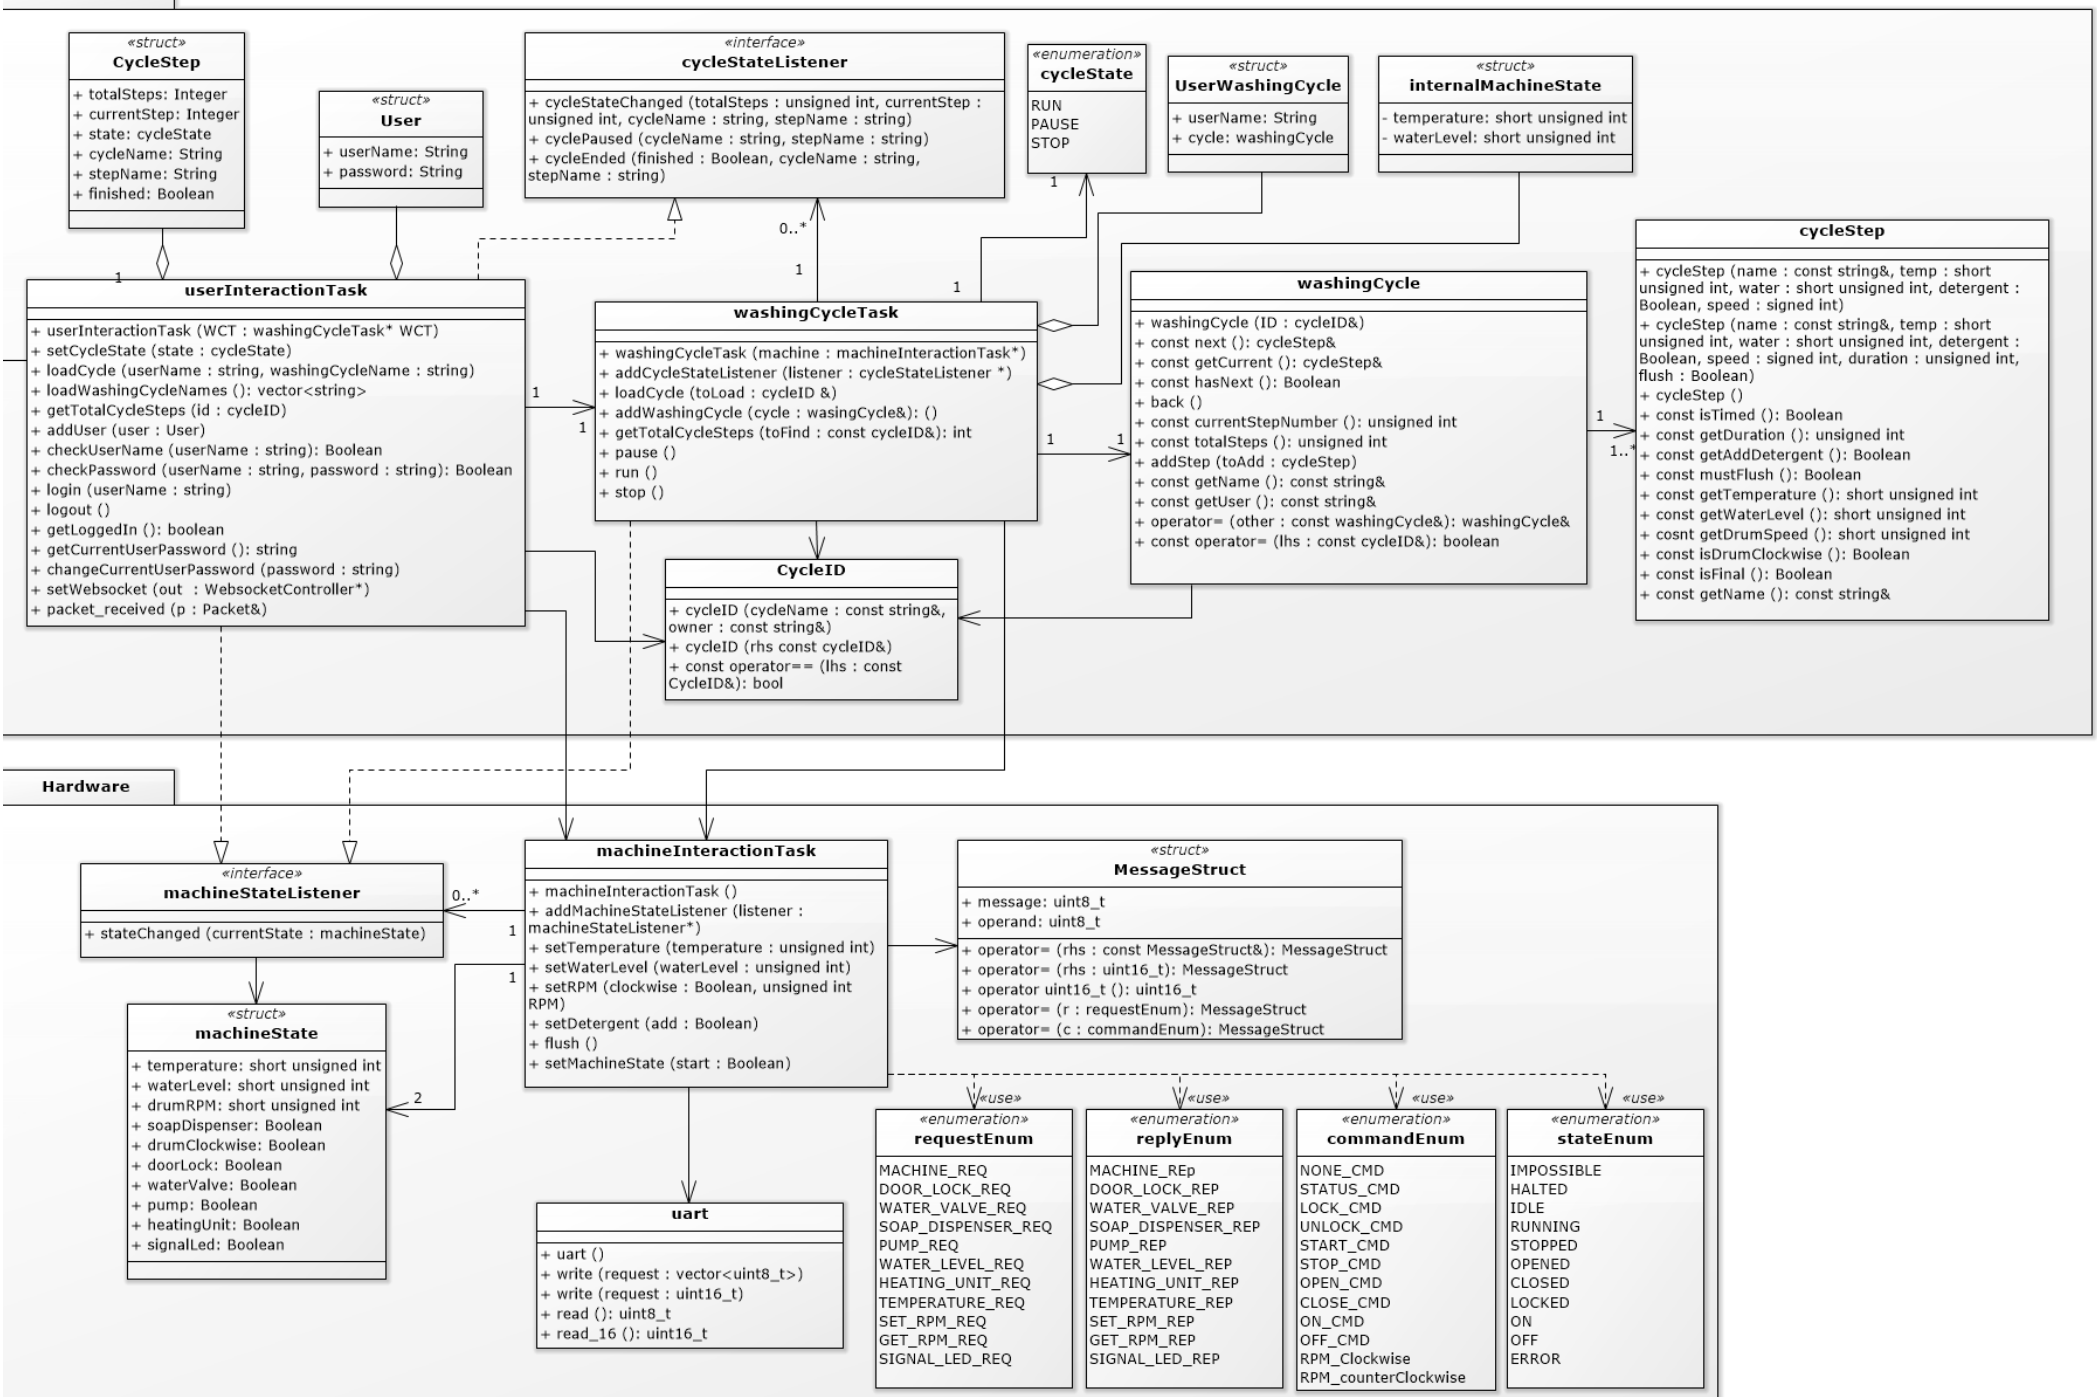 «struct»
CycleStep
+ totalSteps: Integer
+ currentStep: Integer
+ state: cycleState
+ cycleName: String
+ stepName: String
+ finished: Boolean
«struct»
User
+ userName: String
+ password: String
«interface»
cycleStateListener
+ cycleStateChanged (totalSteps : unsigned int, currentStep :
unsigned int, cycleName : string, stepName : string)
+ cyclePaused (cycleName : string, stepName : string)
+ cycleEnded (finished : Boolean, cycleName : string,
stepName : string)
«enumeration»
cycleState
RUN
PAUSE
STOP
«struct»
UserWashingCycle
+ userName: String
+ cycle: washingCycle
«struct»
internalMachineState
- temperature: short unsigned int
- waterLevel: short unsigned int
1
0..*
1
1
1
userInteractionTask
+ userInteractionTask (WCT : washingCycleTask* WCT)
+ setCycleState (state : cycleState)
+ loadCycle (userName : string, washingCycleName : string)
+ loadWashingCycleNames (): vector<string>
+ getTotalCycleSteps (id : cycleID)
+ addUser (user : User)
+ checkUserName (userName : string): Boolean
+ checkPassword (userName : string, password : string): Boolean
+ login (userName : string)
+ logout ()
+ getLoggedIn (): boolean
+ getCurrentUserPassword (): string
+ changeCurrentUserPassword (password : string)
+ setWebsocket (out : WebsocketController*)
+ packet_received (p : Packet&)
1
1
washingCycleTask
+ washingCycleTask (machine : machineInteractionTask*)
+ addCycleStateListener (listener : cycleStateListener *)
+ loadCycle (toLoad : cycleID &)
+ addWashingCycle (cycle : wasingCycle&): ()
+ getTotalCycleSteps (toFind : const cycleID&): int
+ pause ()
+ run ()
+ stop ()
1
1
washingCycle
+ washingCycle (ID : cycleID&)
+ const next (): cycleStep&
+ const getCurrent (): cycleStep&
+ const hasNext (): Boolean
+ back ()
+ const currentStepNumber (): unsigned int
+ const totalSteps (): unsigned int
+ addStep (toAdd : cycleStep)
+ const getName (): const string&
+ const getUser (): const string&
+ operator= (other : const washingCycle&): washingCycle&
+ const operator= (lhs : const cycleID&): boolean
1
1..*
cycleStep
+ cycleStep (name : const string&, temp : short
unsigned int, water : short unsigned int, detergent :
Boolean, speed : signed int)
+ cycleStep (name : const string&, temp : short
unsigned int, water : short unsigned int, detergent :
Boolean, speed : signed int, duration : unsigned int,
flush : Boolean)
+ cycleStep ()
+ const isTimed (): Boolean
+ const getDuration (): unsigned int
+ const getAddDetergent (): Boolean
+ const mustFlush (): Boolean
+ const getTemperature (): short unsigned int
+ const getWaterLevel (): short unsigned int
+ cosnt getDrumSpeed (): short unsigned int
+ const isDrumClockwise (): Boolean
+ const isFinal (): Boolean
+ const getName (): const string&
CycleID
+ cycleID (cycleName : const string&,
owner : const string&)
+ cycleID (rhs const cycleID&)
+ const operator== (lhs : const
CycleID&): bool
Hardware
«interface»
machineStateListener
+ stateChanged (currentState : machineState)
0..*
1
1
2
«struct»
machineState
+ temperature: short unsigned int
+ waterLevel: short unsigned int
+ drumRPM: short unsigned int
+ soapDispenser: Boolean
+ drumClockwise: Boolean
+ doorLock: Boolean
+ waterValve: Boolean
+ pump: Boolean
+ heatingUnit: Boolean
+ signalLed: Boolean
machineInteractionTask
+ machineInteractionTask ()
+ addMachineStateListener (listener :
machineStateListener*)
+ setTemperature (temperature : unsigned int)
+ setWaterLevel (waterLevel : unsigned int)
+ setRPM (clockwise : Boolean, unsigned int
RPM)
+ setDetergent (add : Boolean)
+ flush ()
+ setMachineState (start : Boolean)
«struct»
MessageStruct
+ message: uint8_t
+ operand: uint8_t
+ operator= (rhs : const MessageStruct&): MessageStruct
+ operator= (rhs : uint16_t): MessageStruct
+ operator uint16_t (): uint16_t
+ operator= (r : requestEnum): MessageStruct
+ operator= (c : commandEnum): MessageStruct
uart
+ uart ()
+ write (request : vector<uint8_t>)
+ write (request : uint16_t)
+ read (): uint8_t
+ read_16 (): uint16_t
«use»
«use»
«use»
«use»
«enumeration»
requestEnum
MACHINE_REQ
DOOR_LOCK_REQ
WATER_VALVE_REQ
SOAP_DISPENSER_REQ
PUMP_REQ
WATER_LEVEL_REQ
HEATING_UNIT_REQ
TEMPERATURE_REQ
SET_RPM_REQ
GET_RPM_REQ
SIGNAL_LED_REQ
«enumeration»
replyEnum
MACHINE_REp
DOOR_LOCK_REP
WATER_VALVE_REP
SOAP_DISPENSER_REP
PUMP_REP
WATER_LEVEL_REP
HEATING_UNIT_REP
TEMPERATURE_REP
SET_RPM_REP
GET_RPM_REP
SIGNAL_LED_REP
«enumeration»
commandEnum
NONE_CMD
STATUS_CMD
LOCK_CMD
UNLOCK_CMD
START_CMD
STOP_CMD
OPEN_CMD
CLOSE_CMD
ON_CMD
OFF_CMD
RPM_Clockwise
RPM_counterClockwise
«enumeration»
stateEnum
IMPOSSIBLE
HALTED
IDLE
RUNNING
STOPPED
OPENED
CLOSED
LOCKED
ON
OFF
ERROR